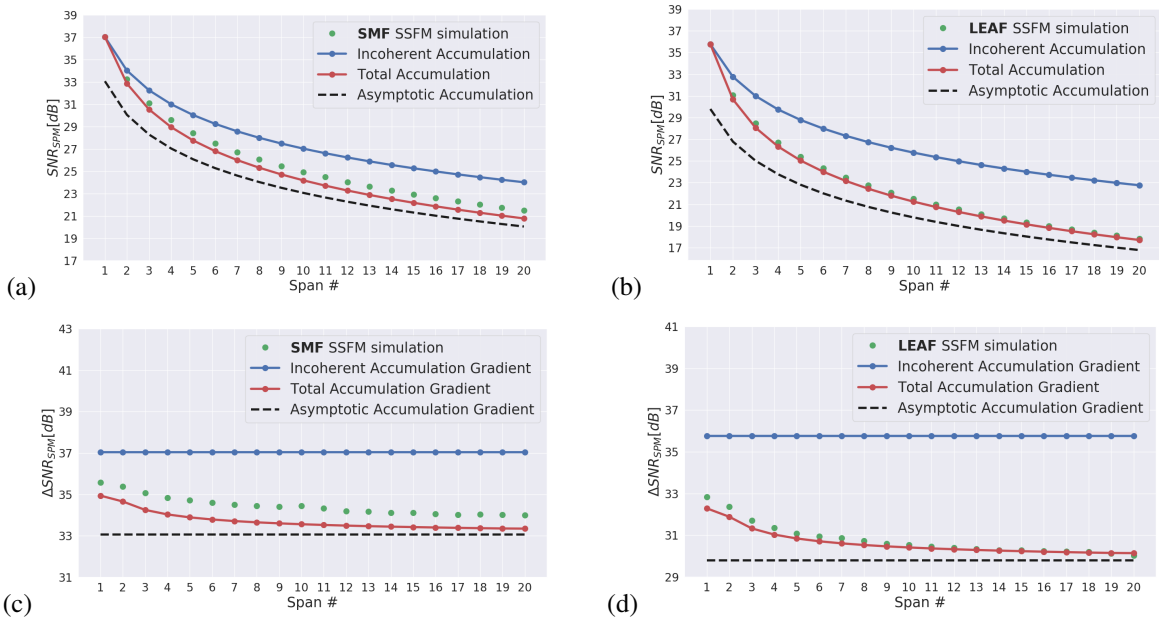 39
37
35
33
31
29
27
25
23
21
19
17
SNR_SPM[dB]
SMF SSFM simulation
Incoherent Accumulation
Total Accumulation
Asymptotic Accumulation
1 2 3 4 5 6 7 8 9 10 11 12 13 14 15 16 17 18 19 20
Span #
(a)
39
37
35
33
31
29
27
25
23
21
19
17
SNR_SPM[dB]
LEAF SSFM simulation
Incoherent Accumulation
Total Accumulation
Asymptotic Accumulation
1 2 3 4 5 6 7 8 9 10 11 12 13 14 15 16 17 18 19 20
Span #
(b)
43
41
39
37
35
33
31
ΔSNR_SPM[dB]
SMF SSFM simulation
Incoherent Accumulation Gradient
Total Accumulation Gradient
Asymptotic Accumulation Gradient
1 2 3 4 5 6 7 8 9 10 11 12 13 14 15 16 17 18 19 20
Span #
(c)
41
39
37
35
33
31
29
ΔSNR_SPM[dB]
LEAF SSFM simulation
Incoherent Accumulation Gradient
Total Accumulation Gradient
Asymptotic Accumulation Gradient
1 2 3 4 5 6 7 8 9 10 11 12 13 14 15 16 17 18 19 20
Span #
(d)